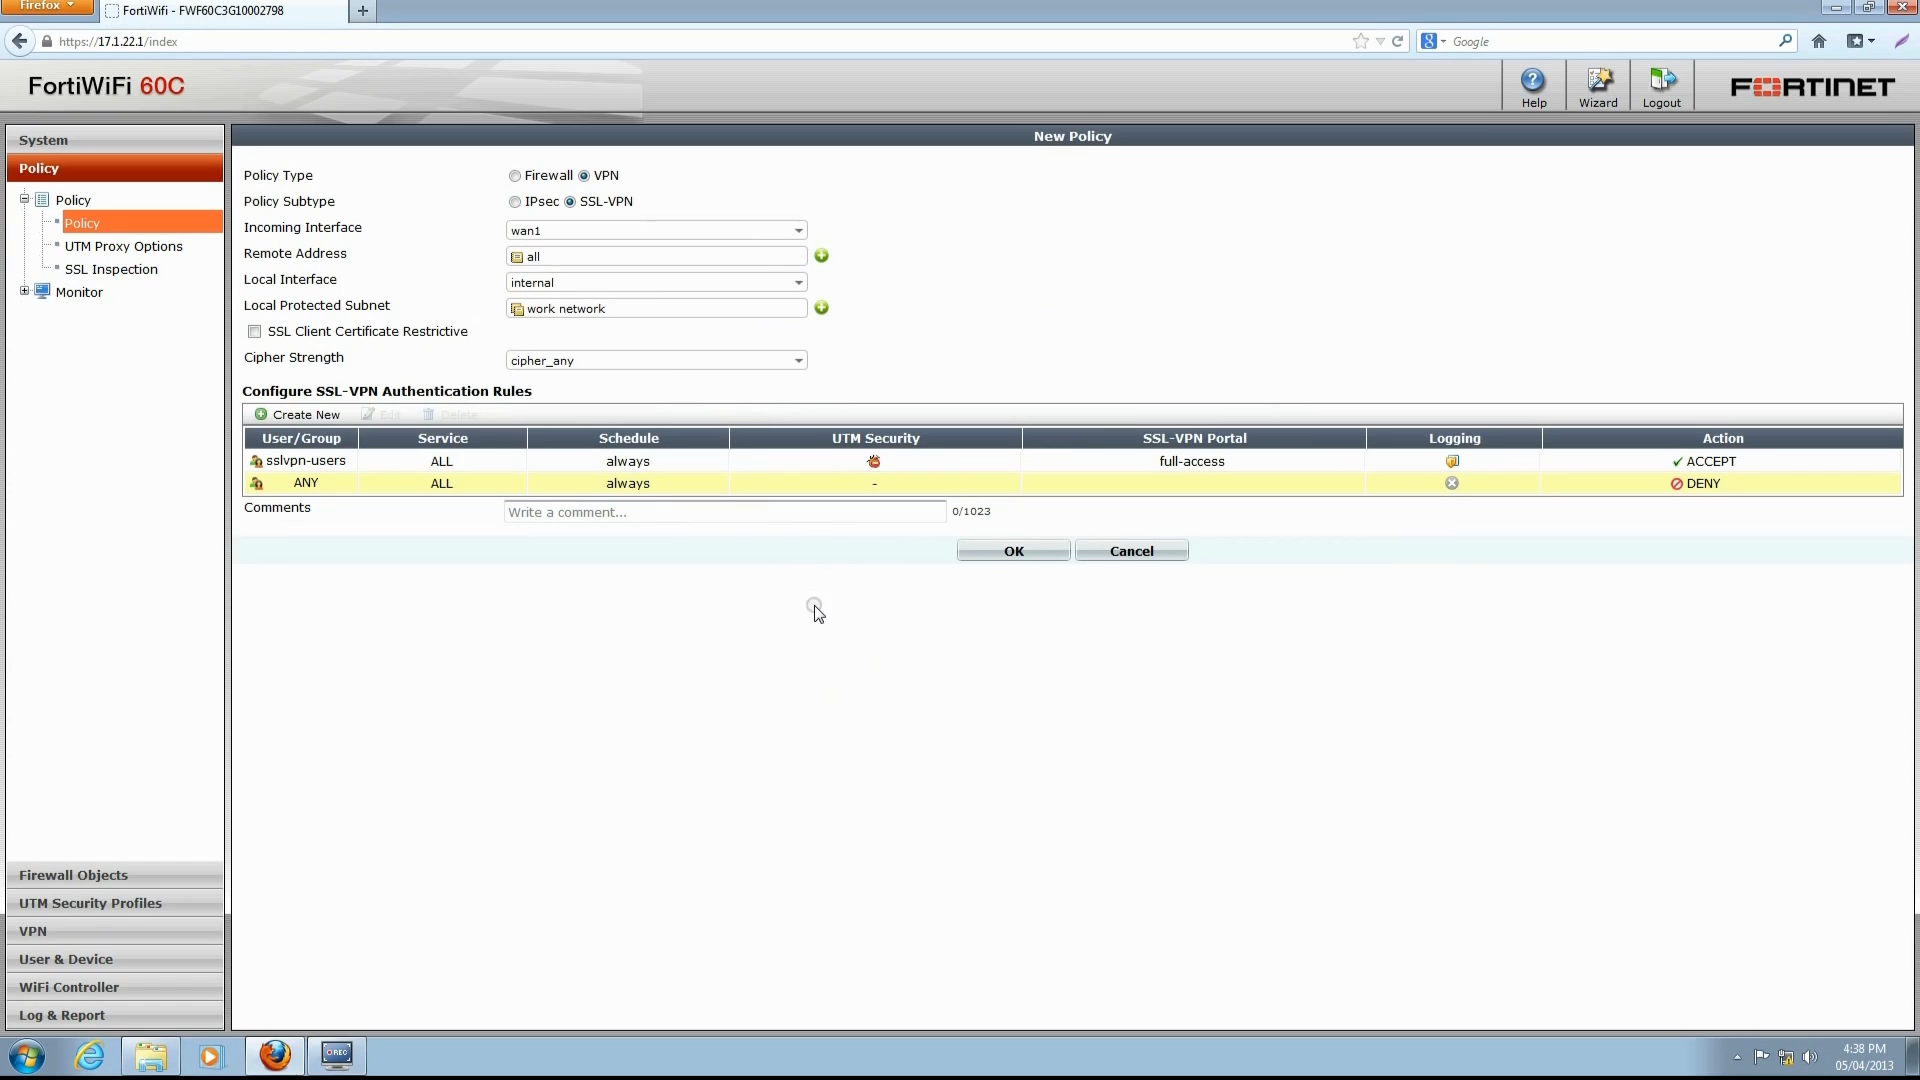 Firefox
FortiWifi - FWF60C3G10002798
https://17.1.22.1/index
Google
FortiWiFi 60C
Help
Wizard
Logout
FORTINET
System
Policy
Policy
Policy
UTM Proxy Options
SSL Inspection
Monitor
Firewall Objects
UTM Security Profiles
VPN
User & Device
WiFi Controller
Log & Report
New Policy
Policy Type Firewall VPN
Policy Subtype IPsec SSL-VPN
Incoming Interface wan1
Remote Address all
Local Interface internal
Local Protected Subnet work network
SSL Client Certificate Restrictive
Cipher Strength cipher_any
Configure SSL-VPN Authentication Rules
Create New Edit Delete
User/Group Service Schedule UTM Security SSL-VPN Portal Logging Action
sslvpn-users ALL always full-access ACCEPT
ANY ALL always - DENY
Comments Write a comment... 0/1023
OK Cancel
REC
4:38 PM
05/04/2013